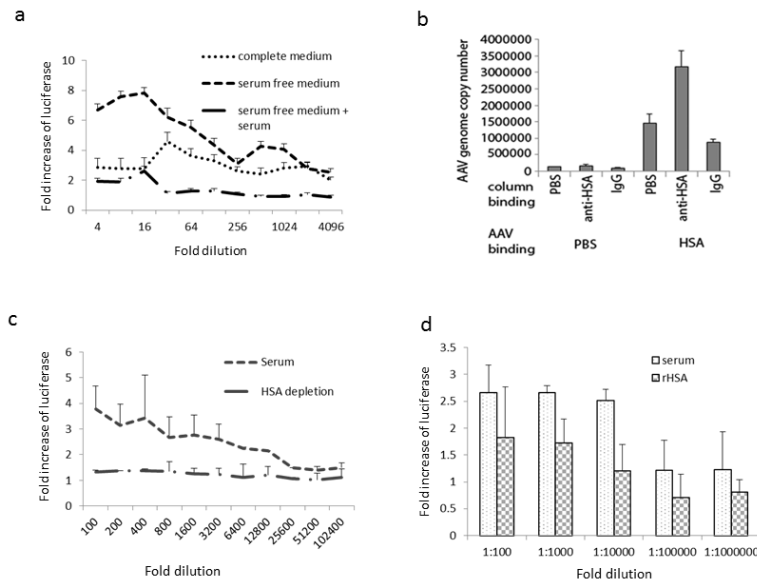 a
10
8
6
4
2
0
Fold increase of luciferase
complete medium
serum free medium
serum free medium +
serum
4 16 64 256 1024 4096
Fold dilution
b
4000000
3500000
3000000
2500000
2000000
1500000
1000000
500000
0
AAV genome copy number
column
binding
PBS anti-HSA IgG PBS anti-HSA IgG
AAV
binding
PBS HSA
c
6
5
4
3
2
1
0
Fold increase of luciferase
Serum
HSA depletion
100 200 400 800 1600 3200 6400 12800 25600 51200 102400
Fold dilution
d
3.5
3
2.5
2
1.5
1
0.5
0
Fold increase of luciferase
serum
rHSA
1:100 1:1000 1:10000 1:100000 1:1000000
Fold dilution